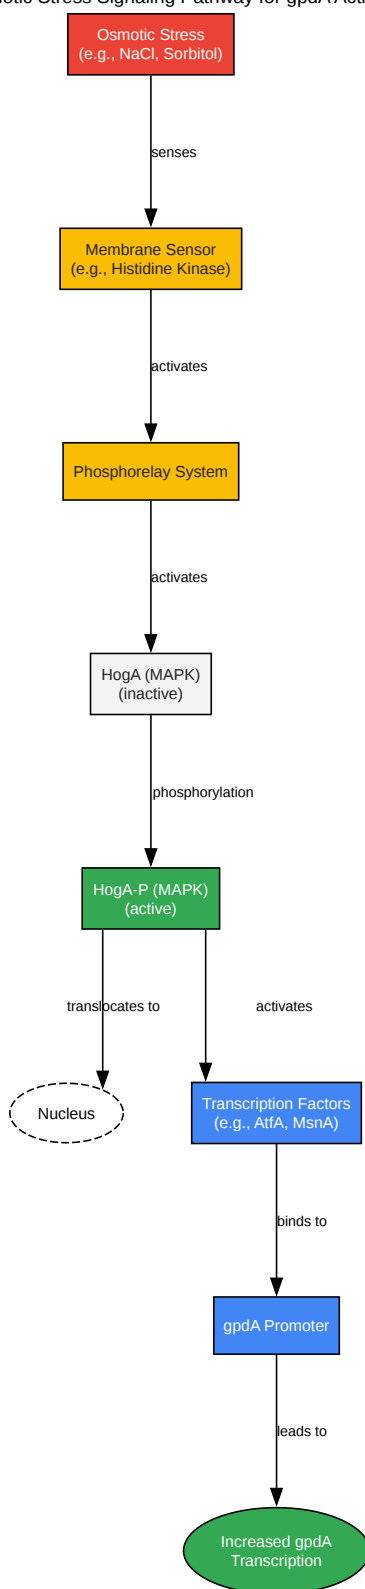 Stress Signaling Pathway for gpdA
Osmotic Stress
(e.g., NaCl, Sorbitol)
senses
Membrane Sensor
(e.g., Histidine Kinase)
activates
Phosphorelay System
activates
HogA (MAPK)
(inactive)
phosphorylation
HogA-P (MAPK)
(active)
translocates to
activates
Nucleus
Transcription Factors
(e.g., AtfA, MsnA)
binds to
gpdA Promoter
leads to
Increased gpdA
Transcription